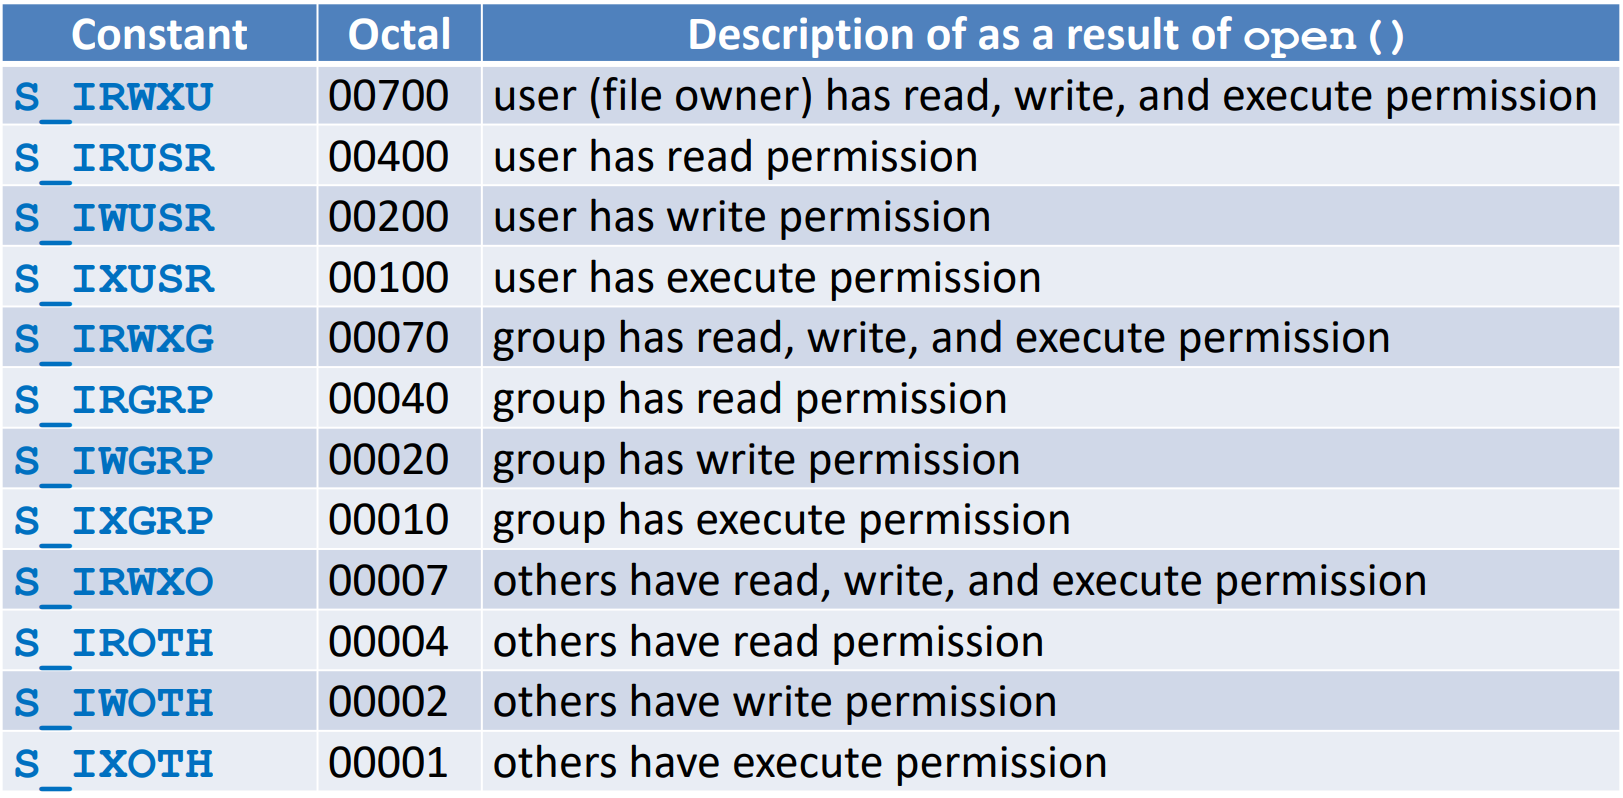 Constant Octal Description of as a result of open()
S_IRWXU 00700 user (file owner) has read, write, and execute permission
S_IRUSR 00400 user has read permission
S_IWUSR 00200 user has write permission
S_IXUSR 00100 user has execute permission
S_IRWXG 00070 group has read, write, and execute permission
S_IRGRP 00040 group has read permission
S_IWGRP 00020 group has write permission
S_IXGRP 00010 group has execute permission
S_IRWXO 00007 others have read, write, and execute permission
S_IROTH 00004 others have read permission
S_IWOTH 00002 others have write permission
S_IXOTH 00001 others have execute permission